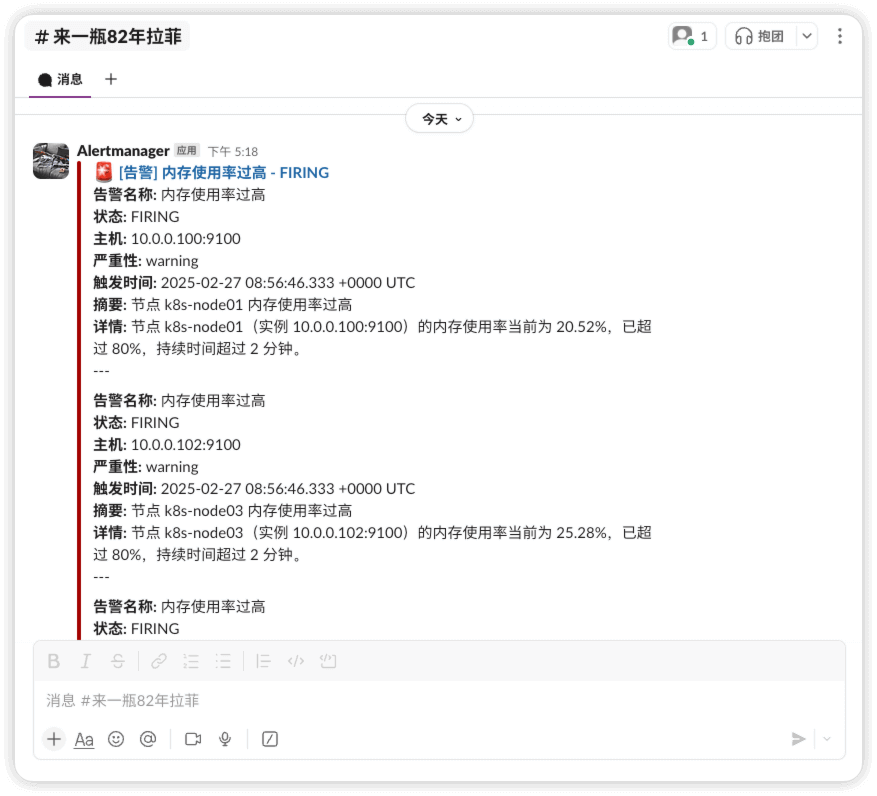 # 来一瓶82年拉菲
1
抱团
消息
今天
Alertmanager 应用 下午 5:18
[告警] 内存使用率过高 - FIRING
告警名称: 内存使用率过高
状态: FIRING
主机: 10.0.0.100:9100
严重性: warning
触发时间: 2025-02-27 08:56:46.333 +0000 UTC
摘要: 节点 k8s-node01 内存使用率过高
详情: 节点 k8s-node01（实例 10.0.0.100:9100）的内存使用率当前为 20.52%，已超
过 80%，持续时间超过 2 分钟。
---
告警名称: 内存使用率过高
状态: FIRING
主机: 10.0.0.102:9100
严重性: warning
触发时间: 2025-02-27 08:56:46.333 +0000 UTC
摘要: 节点 k8s-node03 内存使用率过高
详情: 节点 k8s-node03（实例 10.0.0.102:9100）的内存使用率当前为 25.28%，已超
过 80%，持续时间超过 2 分钟。
---
告警名称: 内存使用率过高
状态: FIRING
B I S
消息 #来一瓶82年拉菲
Aa